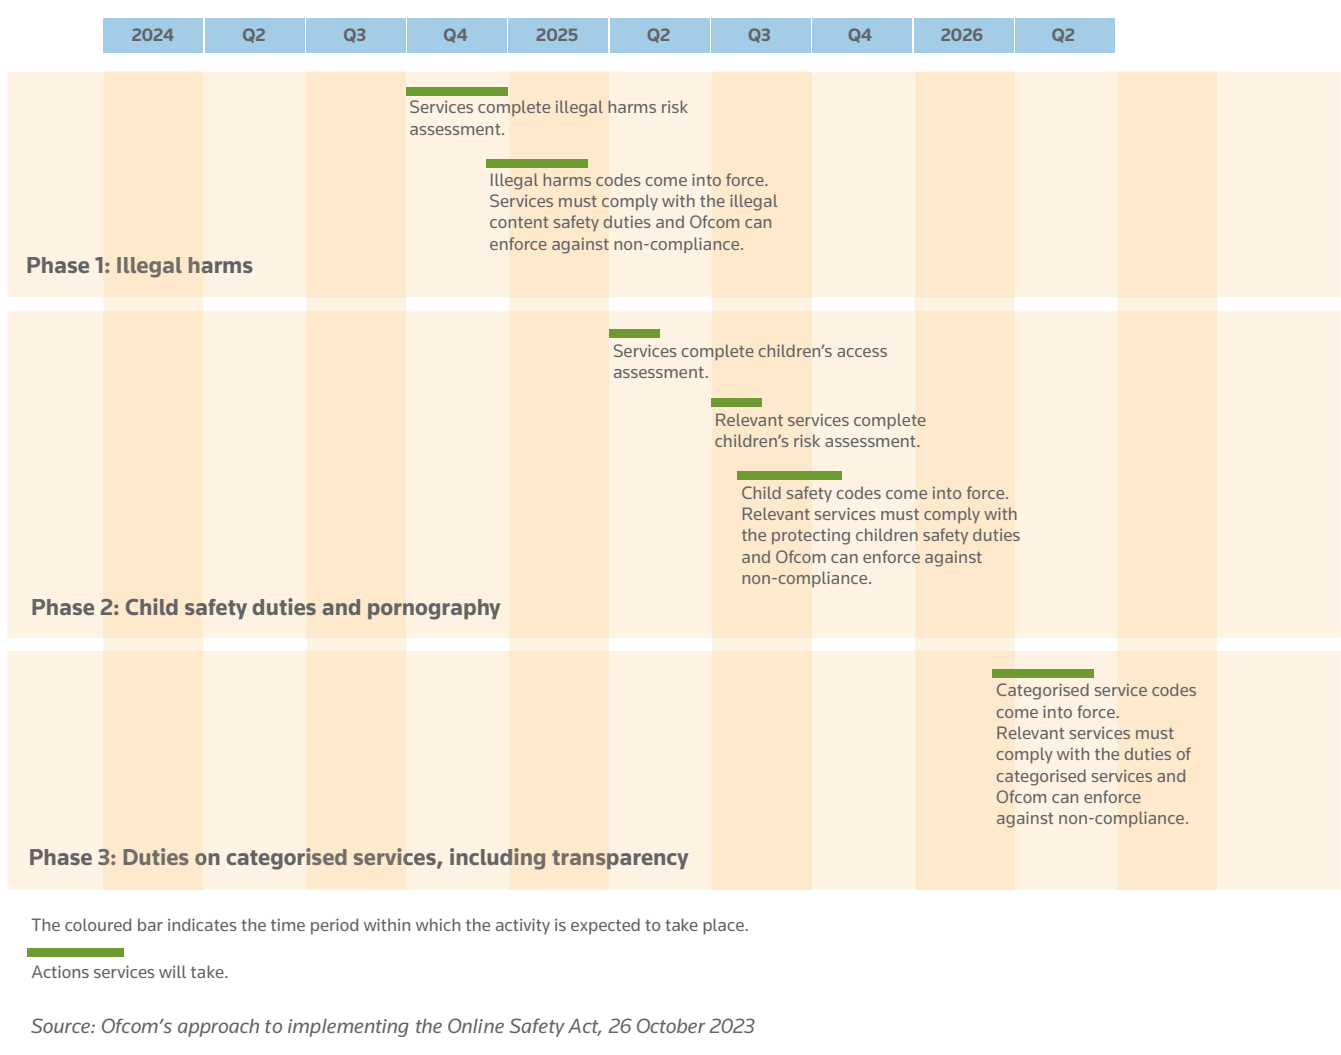 2024 Q2 Q3 Q4 2025 Q2 Q3 Q4 2026 Q2
Services complete illegal harms risk
assessment.
Illegal harms codes come into force.
Services must comply with the illegal
content safety duties and Ofcom can
enforce against non-compliance.
Phase 1: Illegal harms
Services complete children’s access
assessment.
Relevant services complete
children’s risk assessment.
Child safety codes come into force.
Relevant services must comply with
the protecting children safety duties
and Ofcom can enforce against
non-compliance.
Phase 2: Child safety duties and pornography
Categorised service codes
come into force.
Relevant services must
comply with the duties of
categorised services and
Ofcom can enforce
against non-compliance.
Phase 3: Duties on categorised services, including transparency
The coloured bar indicates the time period within which the activity is expected to take place.
Actions services will take.
Source: Ofcom’s approach to implementing the Online Safety Act, 26 October 2023